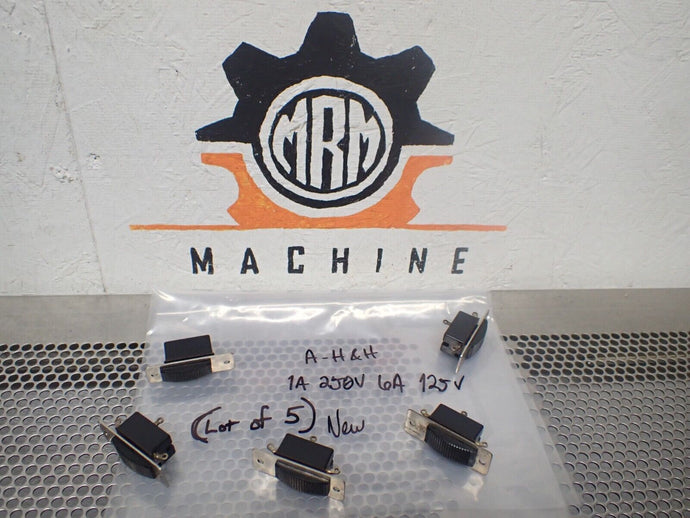 MRM
MACHINE
A-H&H
1A 250V 6A 125V
(Lot of 5) New